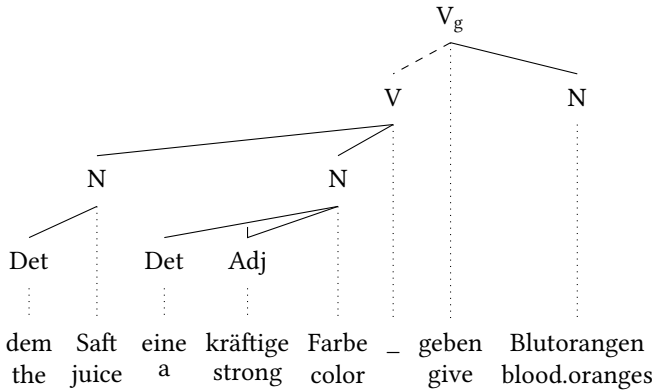 V_g
V N
N N
Det Det Adj
dem Saft eine kräftige Farbe _ geben Blutorangen
the juice a strong color give blood.oranges